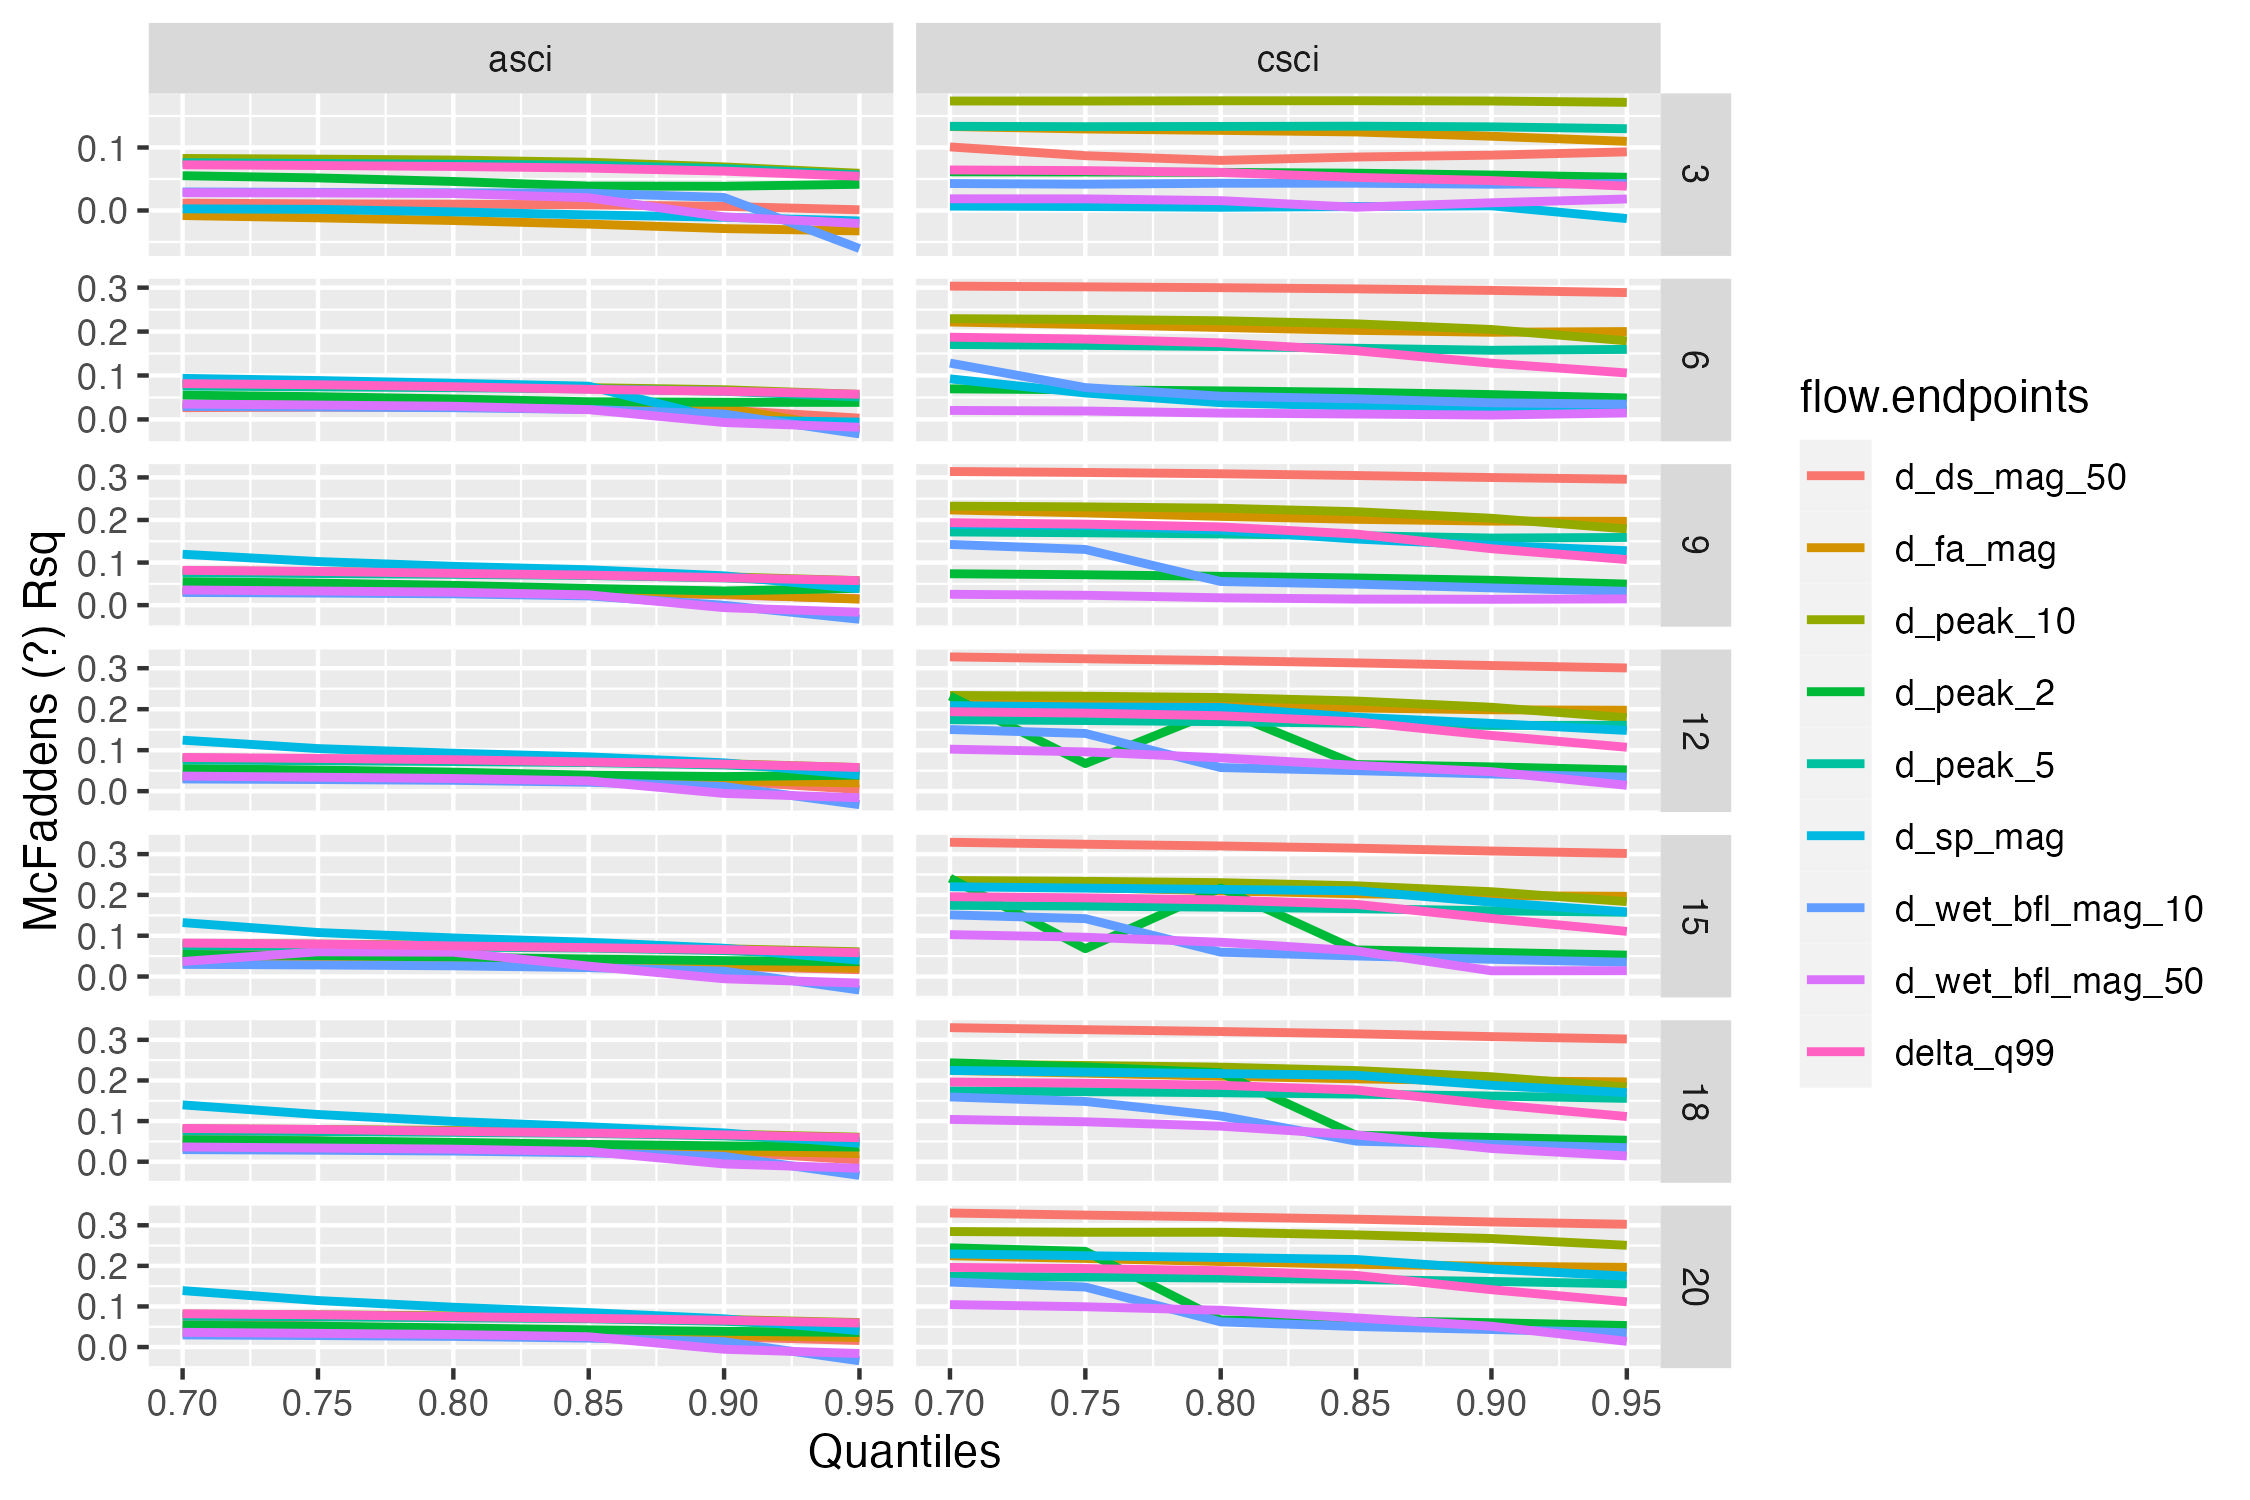 asci
csci
0.1
0.0
3
0.3
0.2
0.1
0.0
6
0.3
0.2
0.1
0.0
9
0.3
0.2
0.1
0.0
12
0.3
0.2
0.1
0.0
15
0.3
0.2
0.1
0.0
18
0.3
0.2
0.1
0.0
20
0.70 0.75 0.80 0.85 0.90 0.95
0.70 0.75 0.80 0.85 0.90 0.95
Quantiles
McFaddens (?) Rsq
flow.endpoints
d_ds_mag_50
d_fa_mag
d_peak_10
d_peak_2
d_peak_5
d_sp_mag
d_wet_bfl_mag_10
d_wet_bfl_mag_50
delta_q99